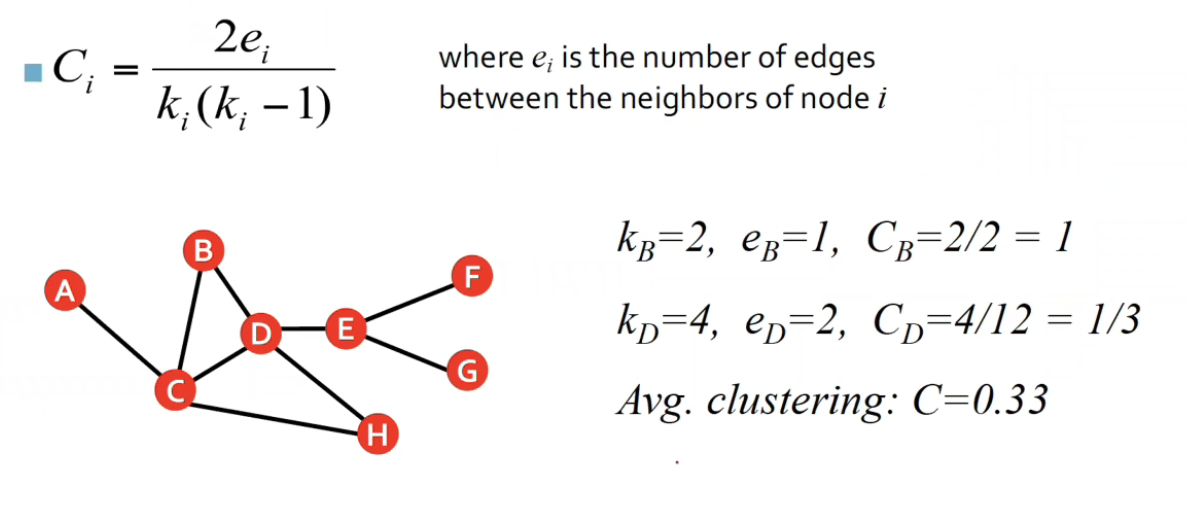 C_i = 2e_i / k_i(k_i – 1)
where e_i is the number of edges
between the neighbors of node i
k_B=2, e_B=1, C_B=2/2 = 1
k_D=4, e_D=2, C_D=4/12 = 1/3
Avg. clustering: C=0.33
B
F
A
D
E
G
C
H